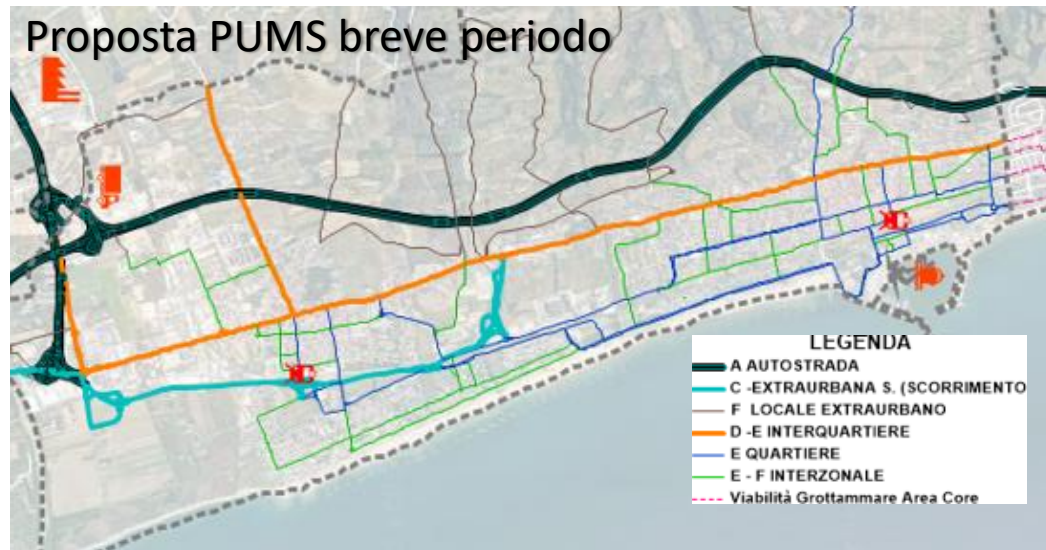 Proposta PUMS breve periodo
LEGENDA
A AUTOSTRADA
C -EXTRAURBANA S. (SCORRIMENTO
F LOCALE EXTRAURBANO
D -E INTERQUARTIERE
E QUARTIERE
E - F INTERZONALE
Viabilità Grottammare Area Core